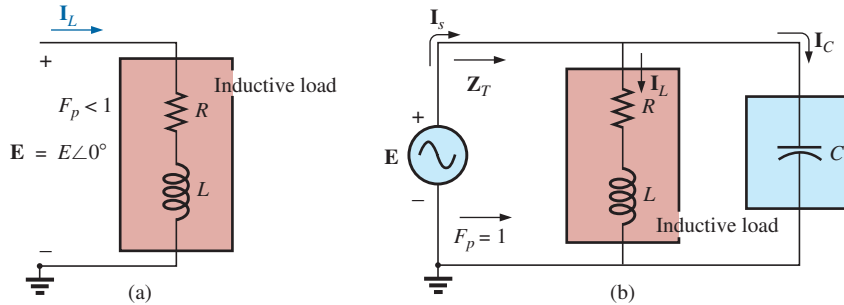 I_L
+
Inductive load
F_p < 1
R
E = E∠0°
L
–
(a)
I_s
I_C
Z_T
I_L
R
+
E
C
L
–
Inductive load
F_p = 1
(b)